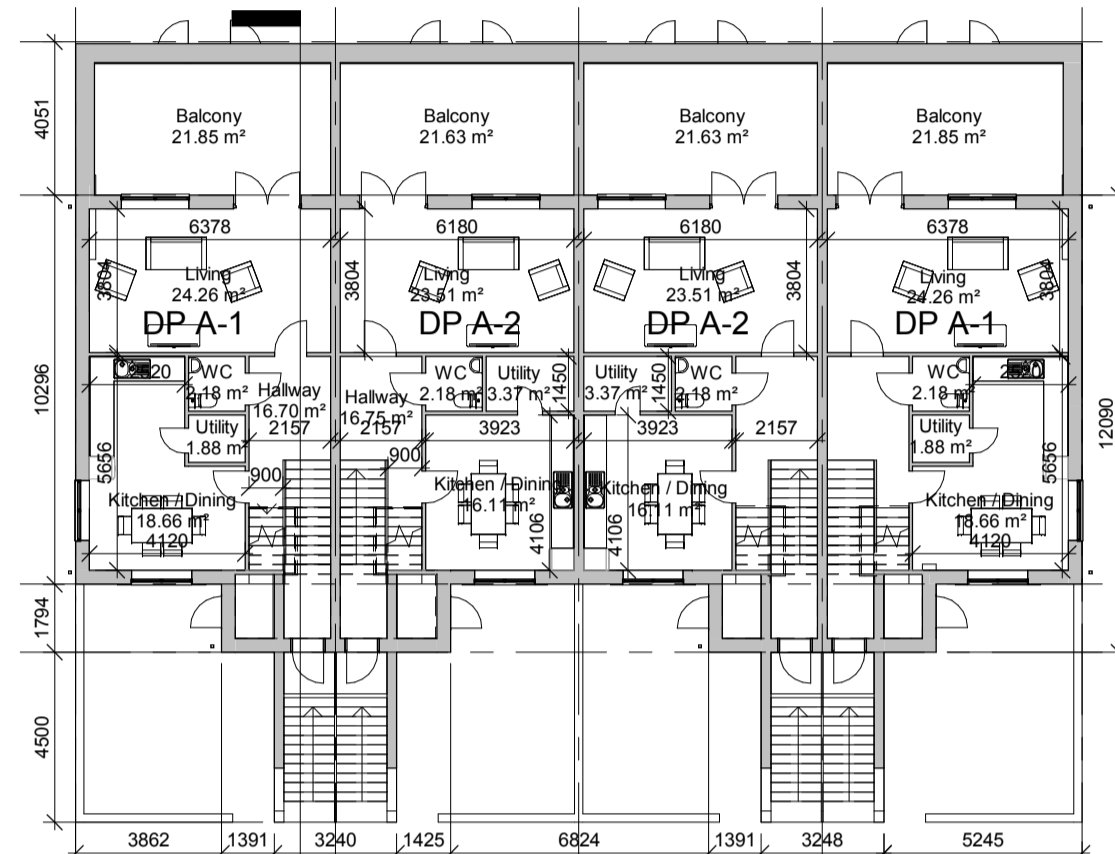 4051
Balcony
21.85 m²
Balcony
21.63 m²
Balcony
21.63 m²
Balcony
21.85 m²
6378
6180
6180
6378
3804
Living
24.26 m²
3804
Living
23.51 m²
Living
23.51 m²
3804
Living
24.26 m²
3804
DP A-1
DP A-2
DP A-2
DP A-1
10296
12090
2520
WC
2.18 m²
Hallway
16.70 m²
Hallway
16.75 m²
WC
2.18 m²
Utility
3.37 m²
1450
Utility
3.37 m²
1450
WC
2.18 m²
WC
2.18 m²
2520
Utility
1.88 m²
2157
2157
3923
3923
2157
Utility
1.88 m²
5656
900
900
5656
Kitchen / Dining
18.66 m²
4120
Kitchen / Dining
16.11 m²
4106
Kitchen / Dining
16.11 m²
4106
Kitchen / Dining
18.66 m²
4120
1794
4500
3862
1391
3240
1425
6824
1391
3248
5245